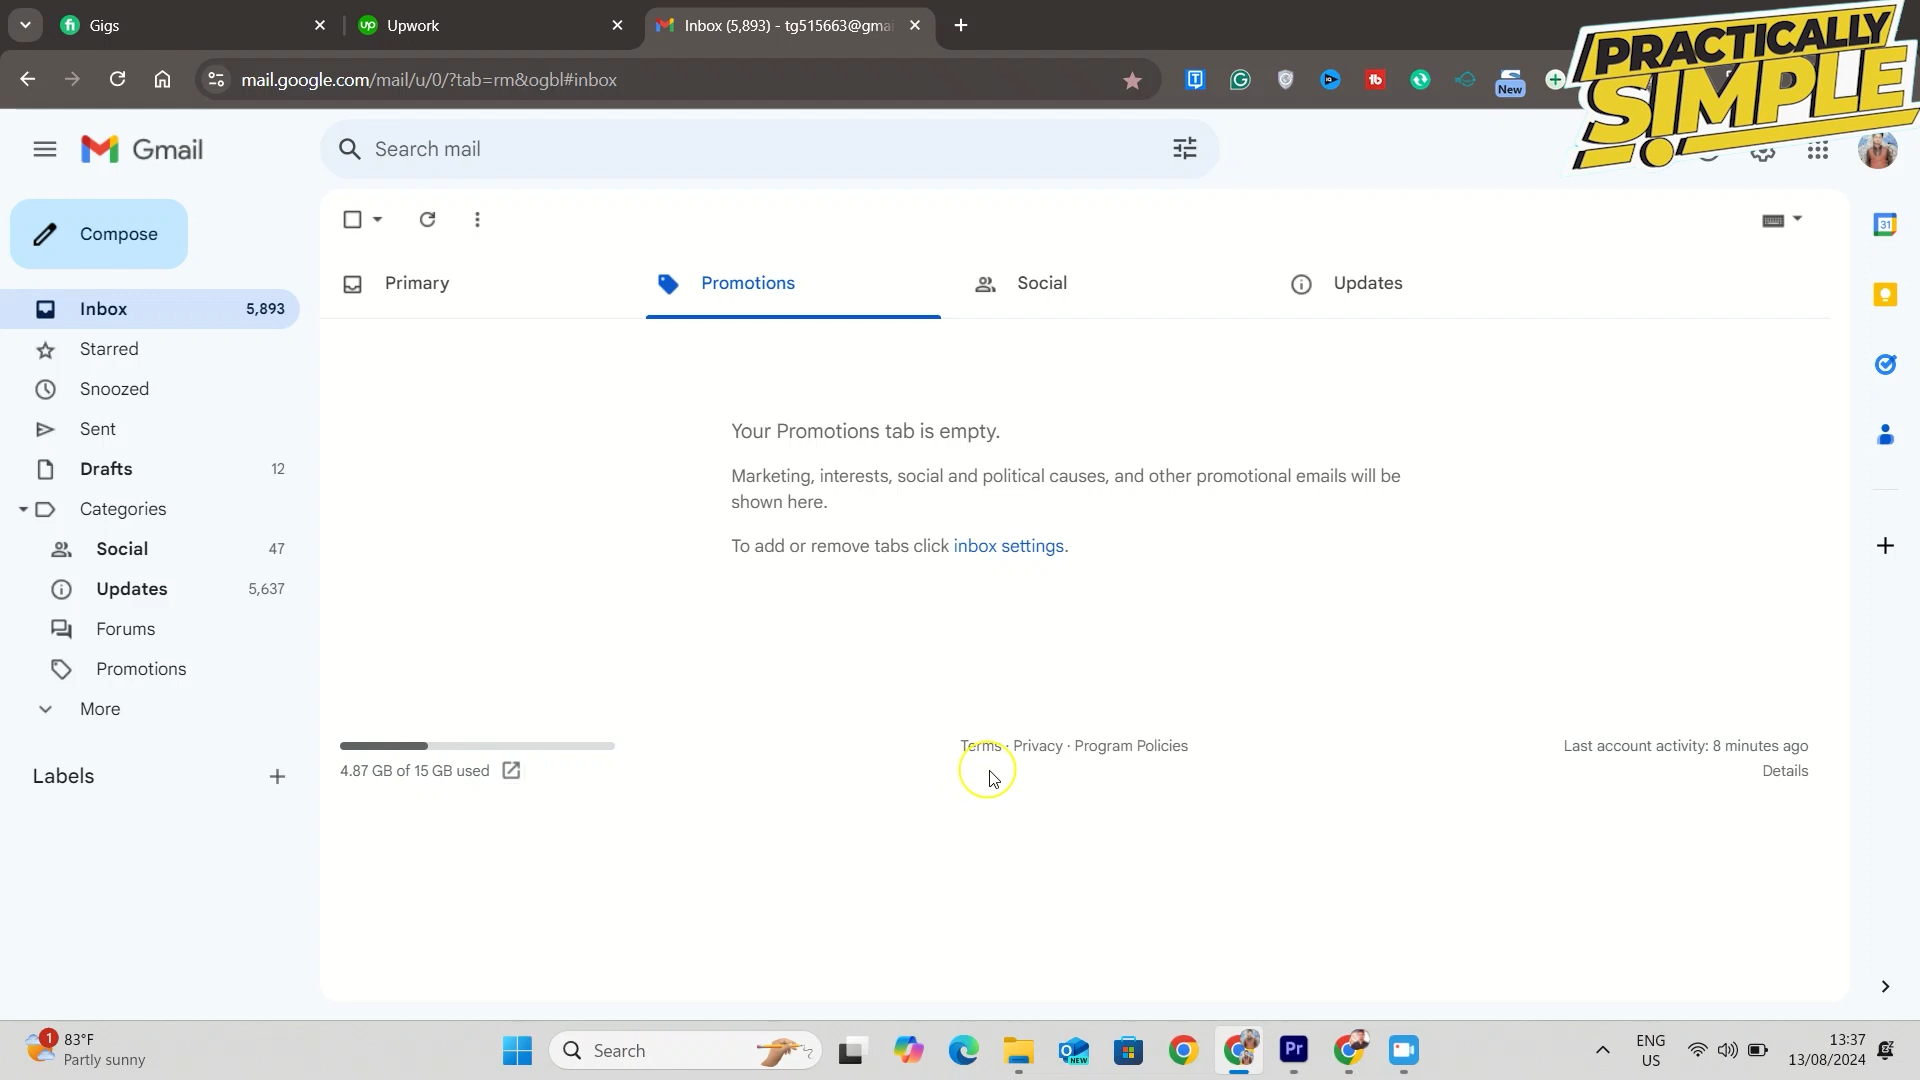 Gigs
Upwork
Inbox (5,893) - tg515663@gma
PRACTICALLY
SIMPLE
mail.google.com/mail/u/0/?tab=rm&ogbl#inbox
New
Gmail
Search mail
Compose
Primary
Promotions
Social
Updates
Inbox 5,893
Starred
Snoozed
Sent
Drafts 12
Categories
Social 47
Updates 5,637
Forums
Promotions
More
Labels
Your Promotions tab is empty.
Marketing, interests, social and political causes, and other promotional emails will be
shown here.
To add or remove tabs click inbox settings.
4.87 GB of 15 GB used
Terms · Privacy · Program Policies
Last account activity: 8 minutes ago
Details
1
83°F
Partly sunny
Search
NEW
Pr
ENG
US
13:37
13/08/2024